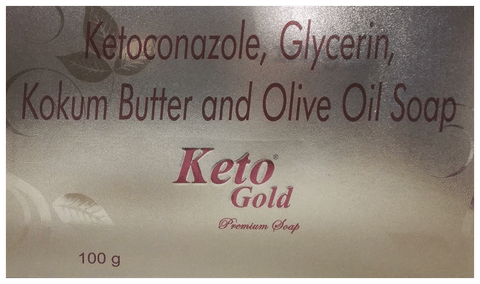 Ketoconazole, Glycerin,
Kokum Butter and Olive Oil Soap
Keto®
Gold
Premium Soap
100 g